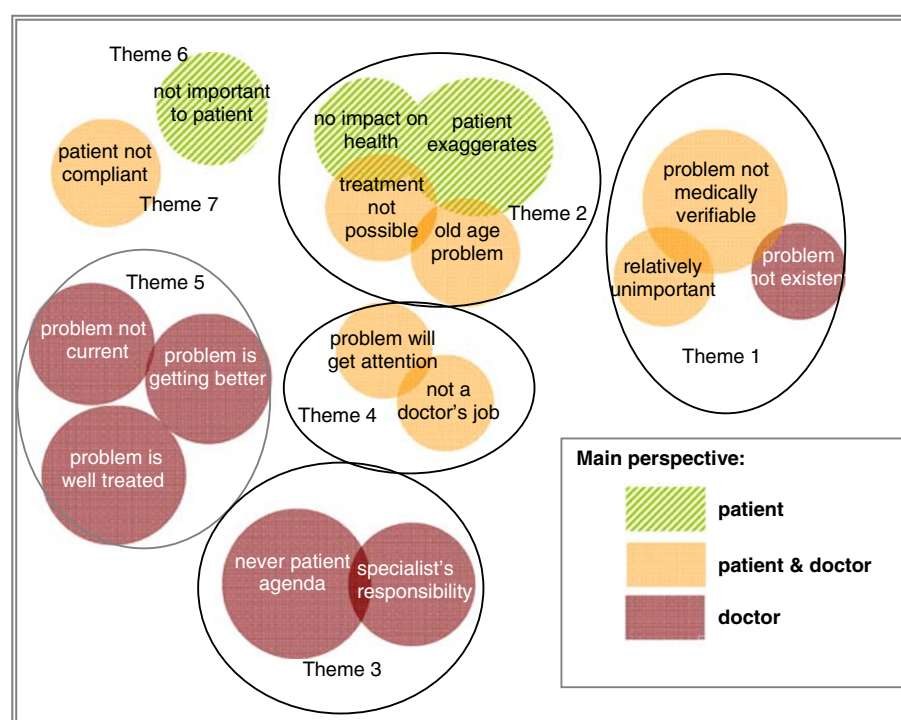 Theme 6
not important
to patient
patient not
compliant
Theme 7
no impact on
health
patient
exaggerates
treatment
not
possible
old age
problem
Theme 2
problem not
medically
verifiable
relatively
unimportant
problem
not existen
Theme 1
Theme 5
problem not
current
problem is
getting better
problem is
well treated
problem will
get attention
not a
doctor's job
Theme 4
never patient
agenda
specialist's
responsibility
Theme 3
Main perspective:
patient
patient & doctor
doctor